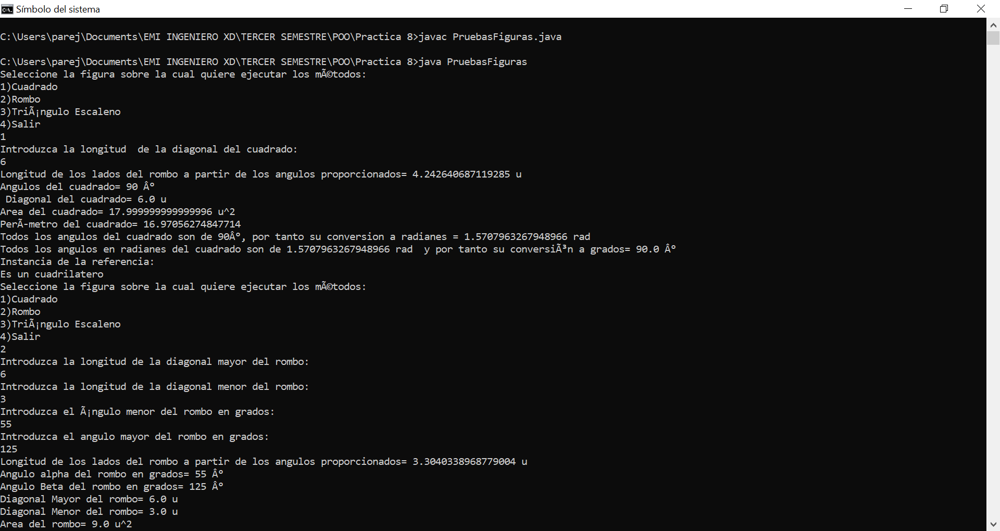 Símbolo del sistema
C:\Users\parej\Documents\EMI INGENIERO XD\TERCER SEMESTRE\POO\Practica 8>javac PruebasFiguras.java
C:\Users\parej\Documents\EMI INGENIERO XD\TERCER SEMESTRE\POO\Practica 8>java PruebasFiguras
Seleccione la figura sobre la cual quiere ejecutar los mÃ©todos:
1)Cuadrado
2)Rombo
3)TriÃ¡ngulo Escaleno
4)Salir
1
Introduzca la longitud  de la diagonal del cuadrado:
6
Longitud de los lados del rombo a partir de los angulos proporcionados= 4.242640687119285 u
Angulos del cuadrado= 90 Âº
 Diagonal del cuadrado= 6.0 u
Area del cuadrado= 17.999999999999996 u^2
PerÃ-metro del cuadrado= 16.97056274847714
Todos los angulos del cuadrado son de 90Âº, por tanto su conversion a radianes = 1.5707963267948966 rad
Todos los angulos en radianes del cuadrado son de 1.5707963267948966 rad  y por tanto su conversiÃ³n a grados= 90.0 Âº
Instancia de la referencia:
Es un cuadrilatero
Seleccione la figura sobre la cual quiere ejecutar los mÃ©todos:
1)Cuadrado
2)Rombo
3)TriÃ¡ngulo Escaleno
4)Salir
2
Introduzca la longitud de la diagonal mayor del rombo:
6
Introduzca la longitud de la diagonal menor del rombo:
3
Introduzca el Ã¡ngulo menor del rombo en grados:
55
Introduzca el angulo mayor del rombo en grados:
125
Longitud de los lados del rombo a partir de los angulos proporcionados= 3.3040338968779004 u
Angulo alpha del rombo en grados= 55 Âº
Angulo Beta del rombo en grados= 125 Âº
Diagonal Mayor del rombo= 6.0 u
Diagonal Menor del rombo= 3.0 u
Area del rombo= 9.0 u^2